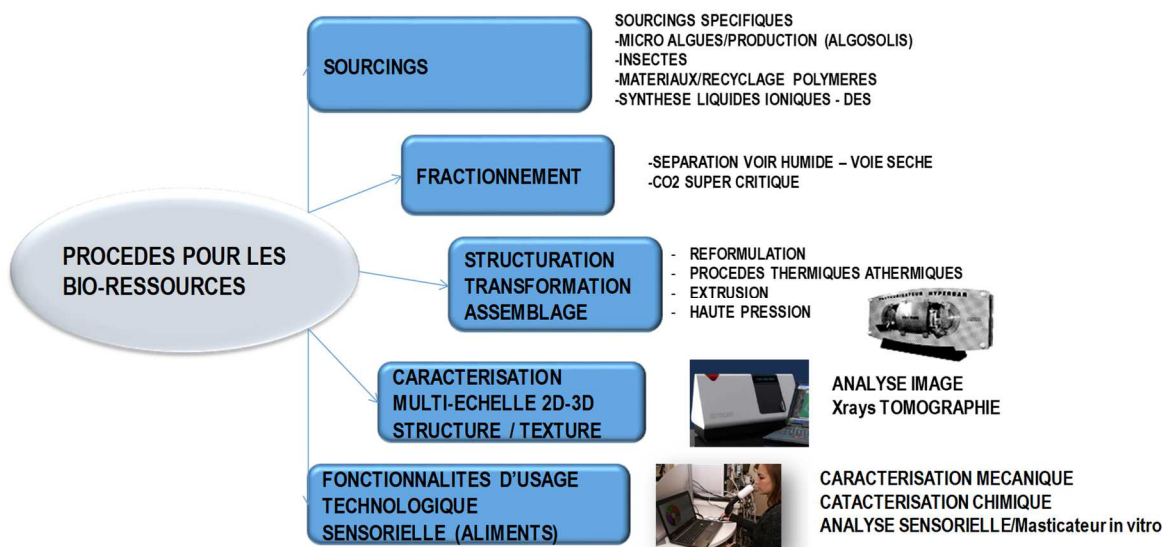 SOURCINGS
SOURCINGS SPECIFIQUES
-MICRO ALGUES/PRODUCTION (ALGOSOLIS)
-INSECTES
-MATERIAUX/RECYCLAGE POLYMERES
-SYNTHESE LIQUIDES IONIQUES - DES
FRACTIONNEMENT
-SEPARATION VOIR HUMIDE – VOIE SECHE
-CO2 SUPER CRITIQUE
PROCEDES POUR LES
BIO-RESSOURCES
STRUCTURATION
TRANSFORMATION
ASSEMBLAGE
- REFORMULATION
- PROCEDES THERMIQUES ATHERMIQUES
- EXTRUSION
- HAUTE PRESSION
HYPERBAR
CARACTERISATION
MULTI-ECHELLE 2D-3D
STRUCTURE / TEXTURE
ANALYSE IMAGE
Xrays TOMOGRAPHIE
FONCTIONNALITES D’USAGE
TECHNOLOGIQUE
SENSORIELLE (ALIMENTS)
CARACTERISATION MECANIQUE
CATACTERISATION CHIMIQUE
ANALYSE SENSORIELLE/Masticateur in vitro